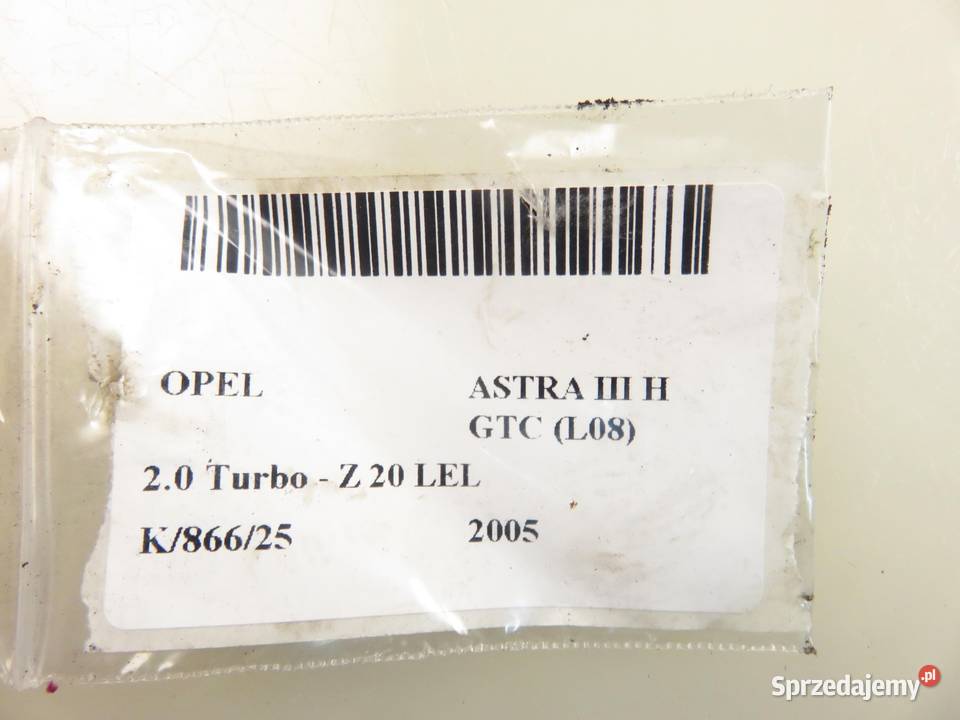 OPEL ASTRA III H
GTC (L08)
2.0 Turbo - Z 20 LEL
K/866/25 2005
Sprzedajemy.pl